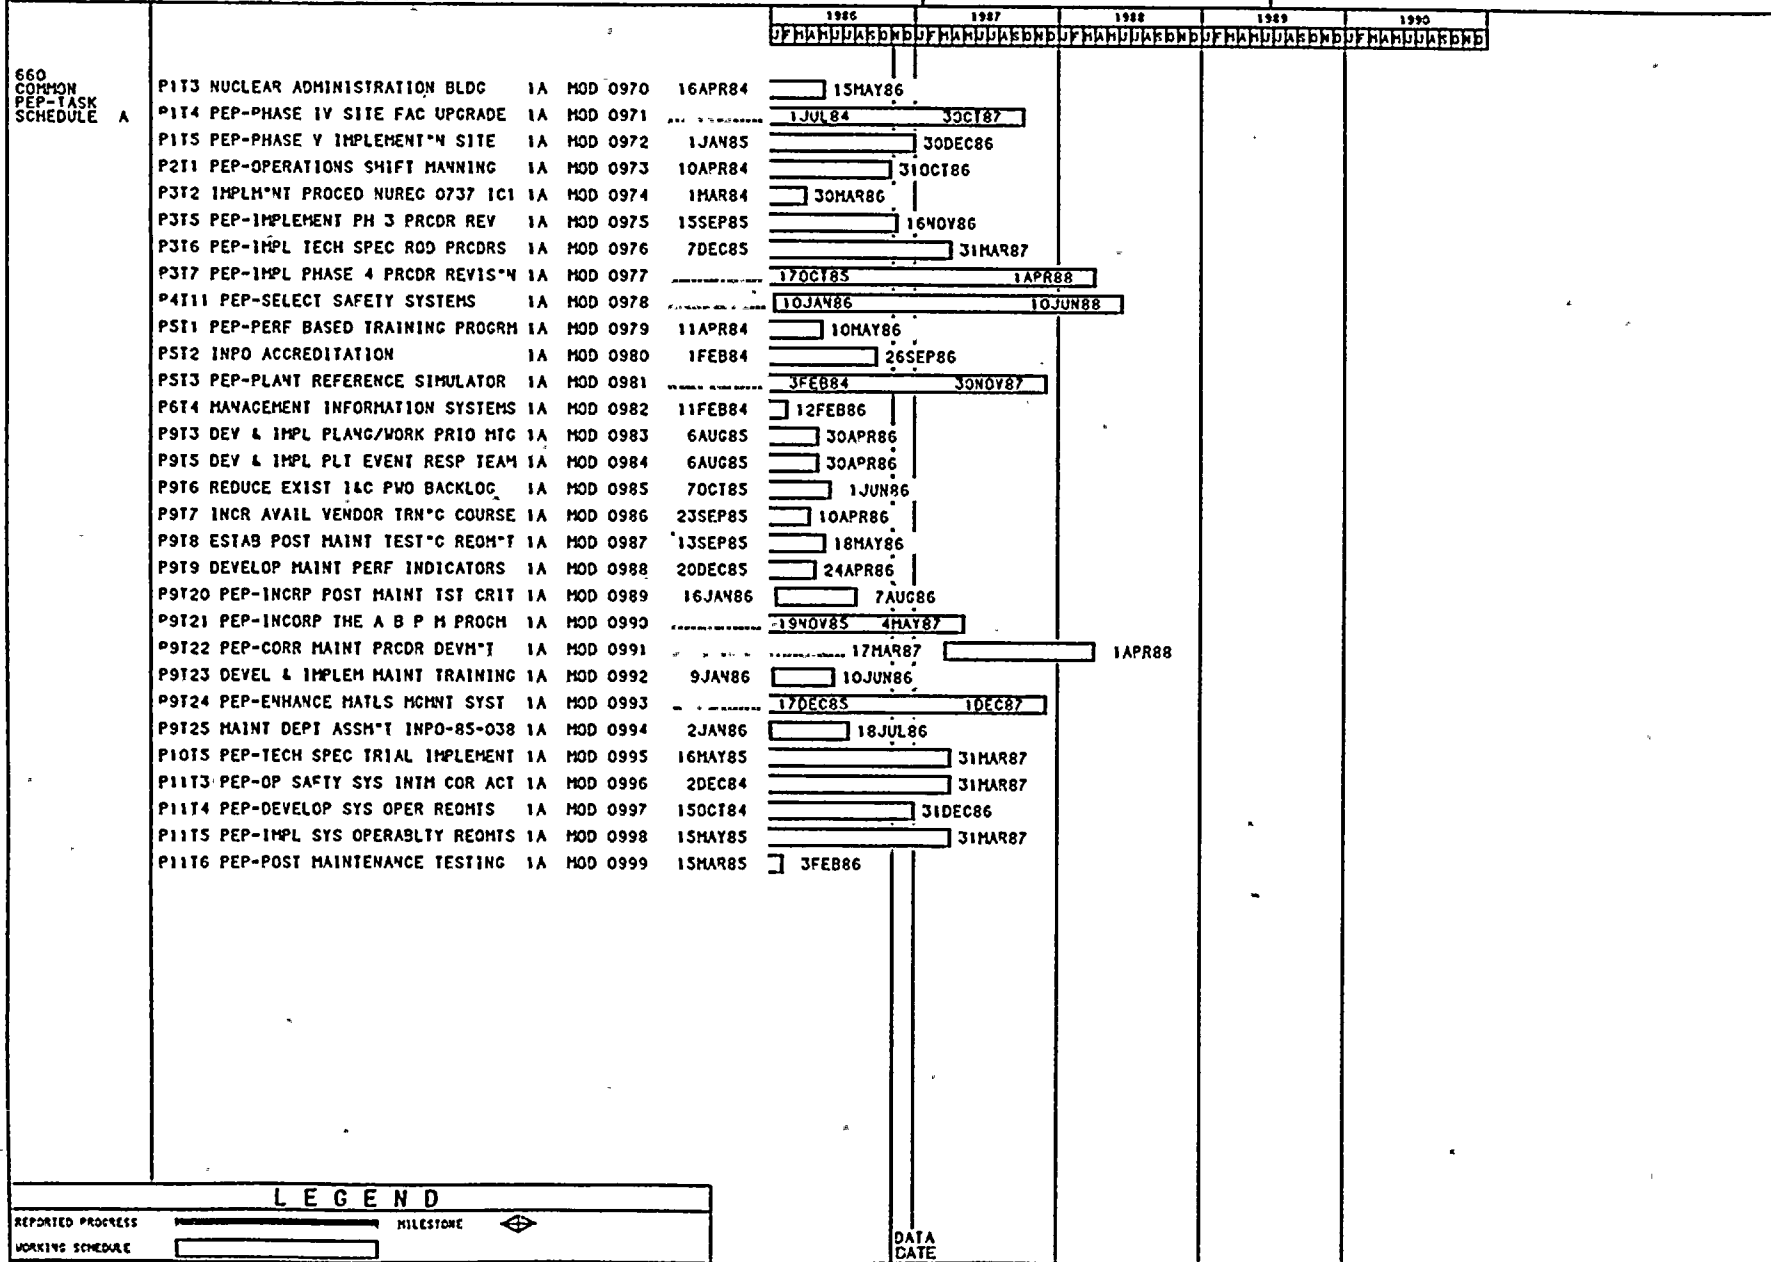 1986 1987 1988 1989 1990
JFMAMJJASOND JFMAMJJASOND JFMAMJJASOND JFMAMJJASOND JFMAMJJASOND
660
COMMON
PEP-TASK
SCHEDULE A
P1T3 NUCLEAR ADMINISTRATION BLDG 1A MOD 0970 16APR84 15MAY86
P1T4 PEP-PHASE IV SITE FAC UPGRADE 1A MOD 0971 1JUL84 30CT87
P1T5 PEP-PHASE V IMPLEMENT'N SITE 1A MOD 0972 1JAN85 30DEC86
P2T1 PEP-OPERATIONS SHIFT MANNING 1A MOD 0973 10APR84 31OCT86
P3T2 IMPLM'NT PROCED NUREG 0737 IC1 1A MOD 0974 1MAR84 30MAR86
P3T5 PEP-IMPLEMENT PH 3 PRCDR REV 1A MOD 0975 15SEP85 16NOV86
P3T6 PEP-IMPL TECH SPEC ROD PRCDRS 1A MOD 0976 7DEC85 31MAR87
P3T7 PEP-IMPL PHASE 4 PRCDR REVIS'N 1A MOD 0977 17OCT85 1APR88
P4T11 PEP-SELECT SAFETY SYSTEMS 1A MOD 0978 10JAN86 10JUN88
P5T1 PEP-PERF BASED TRAINING PROGRM 1A MOD 0979 11APR84 10MAY86
P5T2 INPO ACCREDITATION 1A MOD 0980 1FEB84 26SEP86
P5T3 PEP-PLANT REFERENCE SIMULATOR 1A MOD 0981 3FEB84 30NOV87
P6T4 MANAGEMENT INFORMATION SYSTEMS 1A MOD 0982 11FEB84 12FEB86
P9T3 DEV & IMPL PLANG/WORK PRIO MTG 1A MOD 0983 6AUG85 30APR86
P9T5 DEV & IMPL PLT EVENT RESP TEAM 1A MOD 0984 6AUG85 30APR86
P9T6 REDUCE EXIST I&C PWO BACKLOG 1A MOD 0985 7OCT85 1JUN86
P9T7 INCR AVAIL VENDOR TRN'G COURSE 1A MOD 0986 23SEP85 10APR86
P9T8 ESTAB POST MAINT TEST'G REQM'T 1A MOD 0987 13SEP85 18MAY86
P9T9 DEVELOP MAINT PERF INDICATORS 1A MOD 0988 20DEC85 24APR86
P9T20 PEP-INCRP POST MAINT TST CRIT 1A MOD 0989 16JAN86 7AUG86
P9T21 PEP-INCORP THE A B P M PROGM 1A MOD 0990 19NOV85 4MAY87
P9T22 PEP-CORR MAINT PRCDR DEVM'T 1A MOD 0991 17MAR87 1APR88
P9T23 DEVEL & IMPLEM MAINT TRAINING 1A MOD 0992 9JAN86 10JUN86
P9T24 PEP-ENHANCE MATLS MGMNT SYST 1A MOD 0993 17DEC85 1DEC87
P9T25 MAINT DEPT ASSM'T INPO-85-038 1A MOD 0994 2JAN86 18JUL86
P10T5 PEP-TECH SPEC TRIAL IMPLEMENT 1A MOD 0995 16MAY85 31MAR87
P11T3 PEP-OP SAFTY SYS INTM COR ACT 1A MOD 0996 2DEC84 31MAR87
P11T4 PEP-DEVELOP SYS OPER REQMTS 1A MOD 0997 15OCT84 31DEC86
P11T5 PEP-IMPL SYS OPERABLTY REQMTS 1A MOD 0998 15MAY85 31MAR87
P11T6 PEP-POST MAINTENANCE TESTING 1A MOD 0999 15MAR85 3FEB86
LEGEND
REPORTED PROGRESS MILESTONE
WORKING SCHEDULE
DATA
DATE